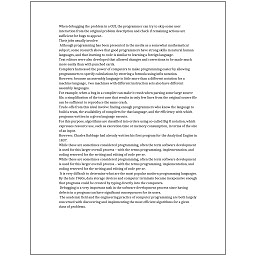 When debugging the problem in a GUI, the programmer can try to skip some user
interaction from the original problem description and check if remaining actions are
sufficient for bugs to appear.
There jobs usually involve
Although programming has been presented in the media as a somewhat mathematical
subject, some research shows that good programmers have strong skills in natural human
languages, and that learning to code is similar to learning a foreign language.
Text editors were also developed that allowed changes and corrections to be made much
more easily than with punched cards.
Compilers harnessed the power of computers to make programming easier by allowing
programmers to specify calculations by entering a formula using infix notation.
However, because an assembly language is little more than a different notation for a
machine language, two machines with different instruction sets also have different
assembly languages.
For example, when a bug in a compiler can make it crash when parsing some large source
file, a simplification of the test case that results in only few lines from the original source file
can be sufficient to reproduce the same crash.
Trade-offs from this ideal involve finding enough programmers who know the language to
build a team, the availability of compilers for that language, and the efficiency with which
programs written in a given language execute.
For this purpose, algorithms are classified into orders using so-called Big O notation, which
expresses resource use, such as execution time or memory consumption, in terms of the size
of an input.
However, Charles Babbage had already written his first program for the Analytical Engine in
1837.
While these are sometimes considered programming, often the term software development
is used for this larger overall process – with the terms programming, implementation, and
coding reserved for the writing and editing of code per se.
While these are sometimes considered programming, often the term software development
is used for this larger overall process – with the terms programming, implementation, and
coding reserved for the writing and editing of code per se.
It is very difficult to determine what are the most popular modern programming languages.
By the late 1960s, data storage devices and computer terminals became inexpensive enough
that programs could be created by typing directly into the computers.
Debugging is a very important task in the software development process since having
defects in a program can have significant consequences for its users.
The academic field and the engineering practice of computer programming are both largely
concerned with discovering and implementing the most efficient algorithms for a given
class of problems.